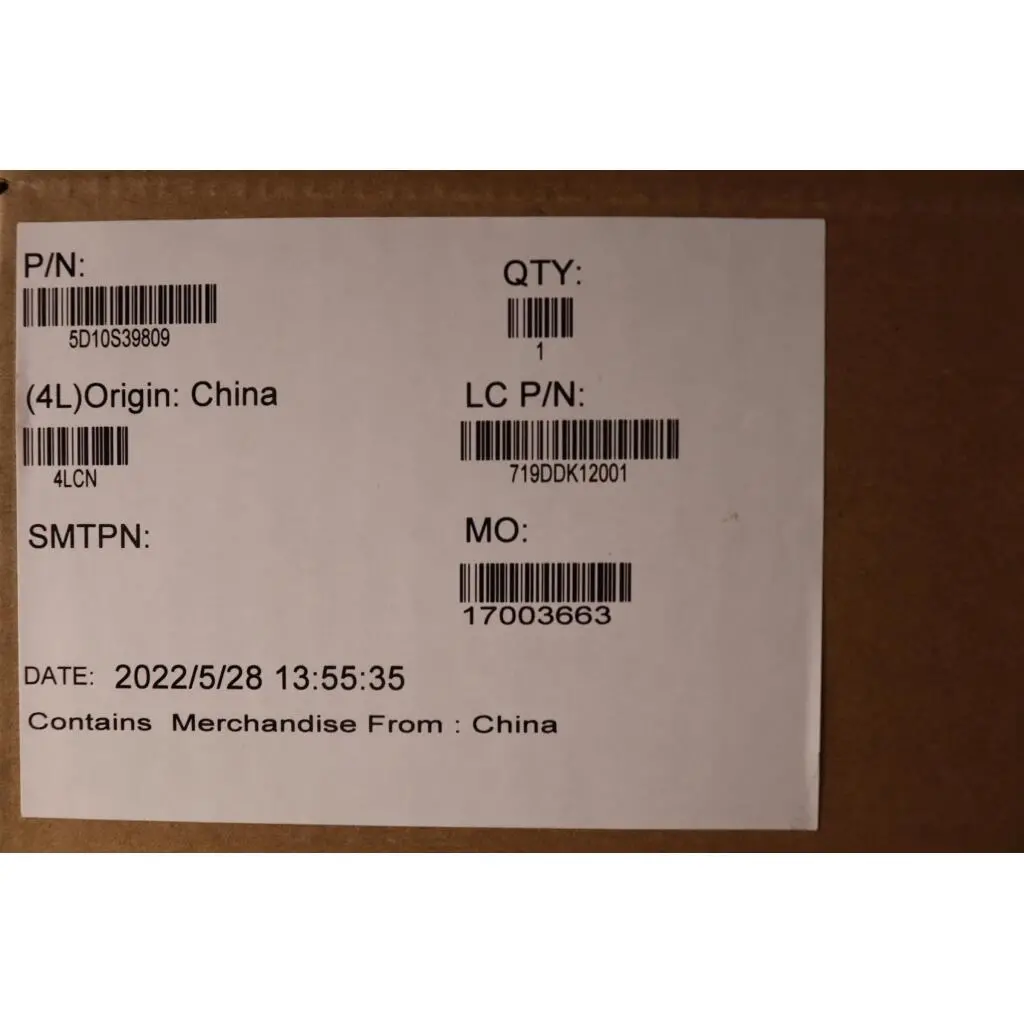 P/N:
5D10S39809
QTY:
1
(4L)Origin: China
4LCN
LC P/N:
719DDK12001
SMTPN:
MO:
17003663
DATE: 2022/5/28 13:55:35
Contains Merchandise From : China